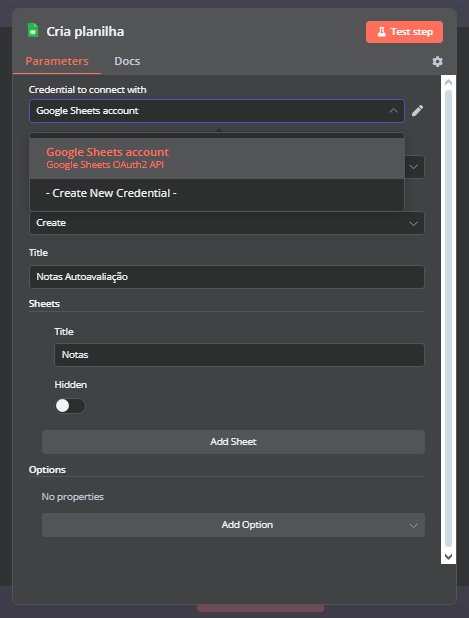 Cria planilha
Test step
Parameters
Docs
Credential to connect with
Google Sheets account
Google Sheets account
Google Sheets OAuth2 API
- Create New Credential -
Create
Title
Notas Autoavaliação
Sheets
Title
Notas
Hidden
Add Sheet
Options
No properties
Add Option